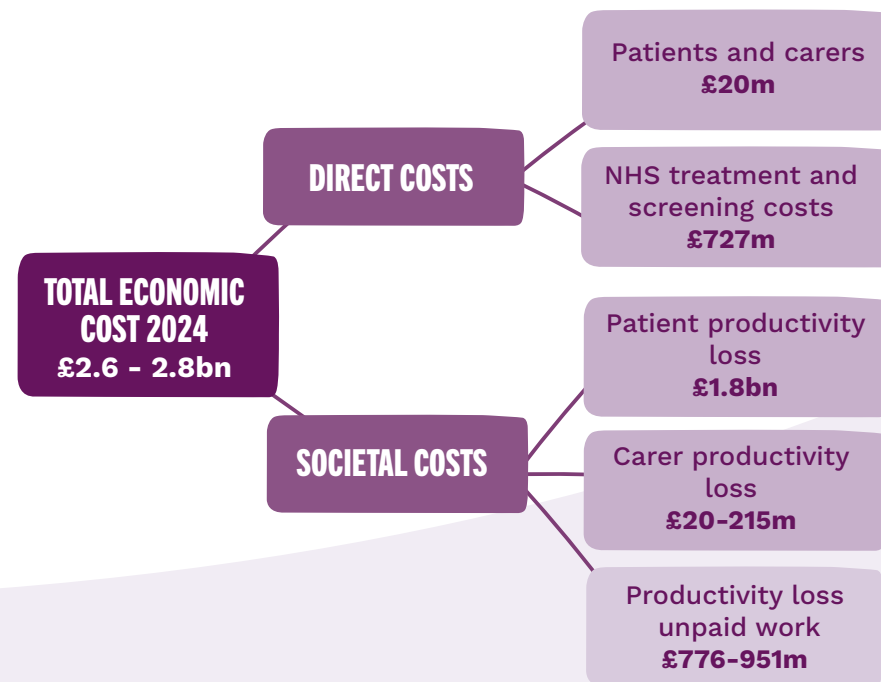 Patients and carers
£20m
DIRECT COSTS
NHS treatment and
screening costs
£727m
TOTAL ECONOMIC
COST 2024
£2.6 - 2.8bn
Patient productivity
loss
£1.8bn
SOCIETAL COSTS
Carer productivity
loss
£20-215m
Productivity loss
unpaid work
£776-951m